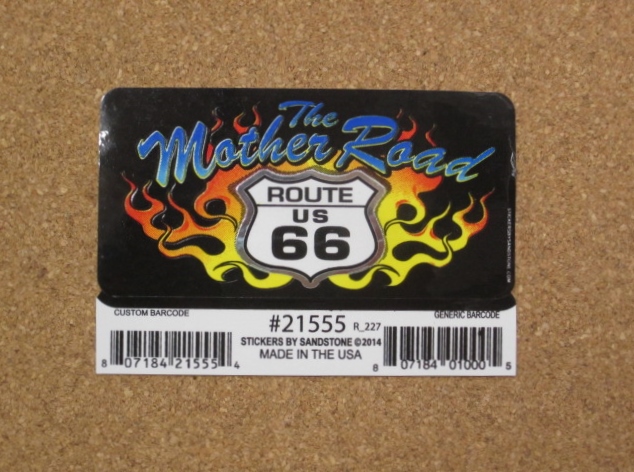 The
Mother Road
ROUTE
US
66
CUSTOM BARCODE
GENERIC BARCODE
#21555 R_227
STICKERS BY SANDSTONE ©2014
MADE IN THE USA
8 07184 21555 4
8 07184 01000 5